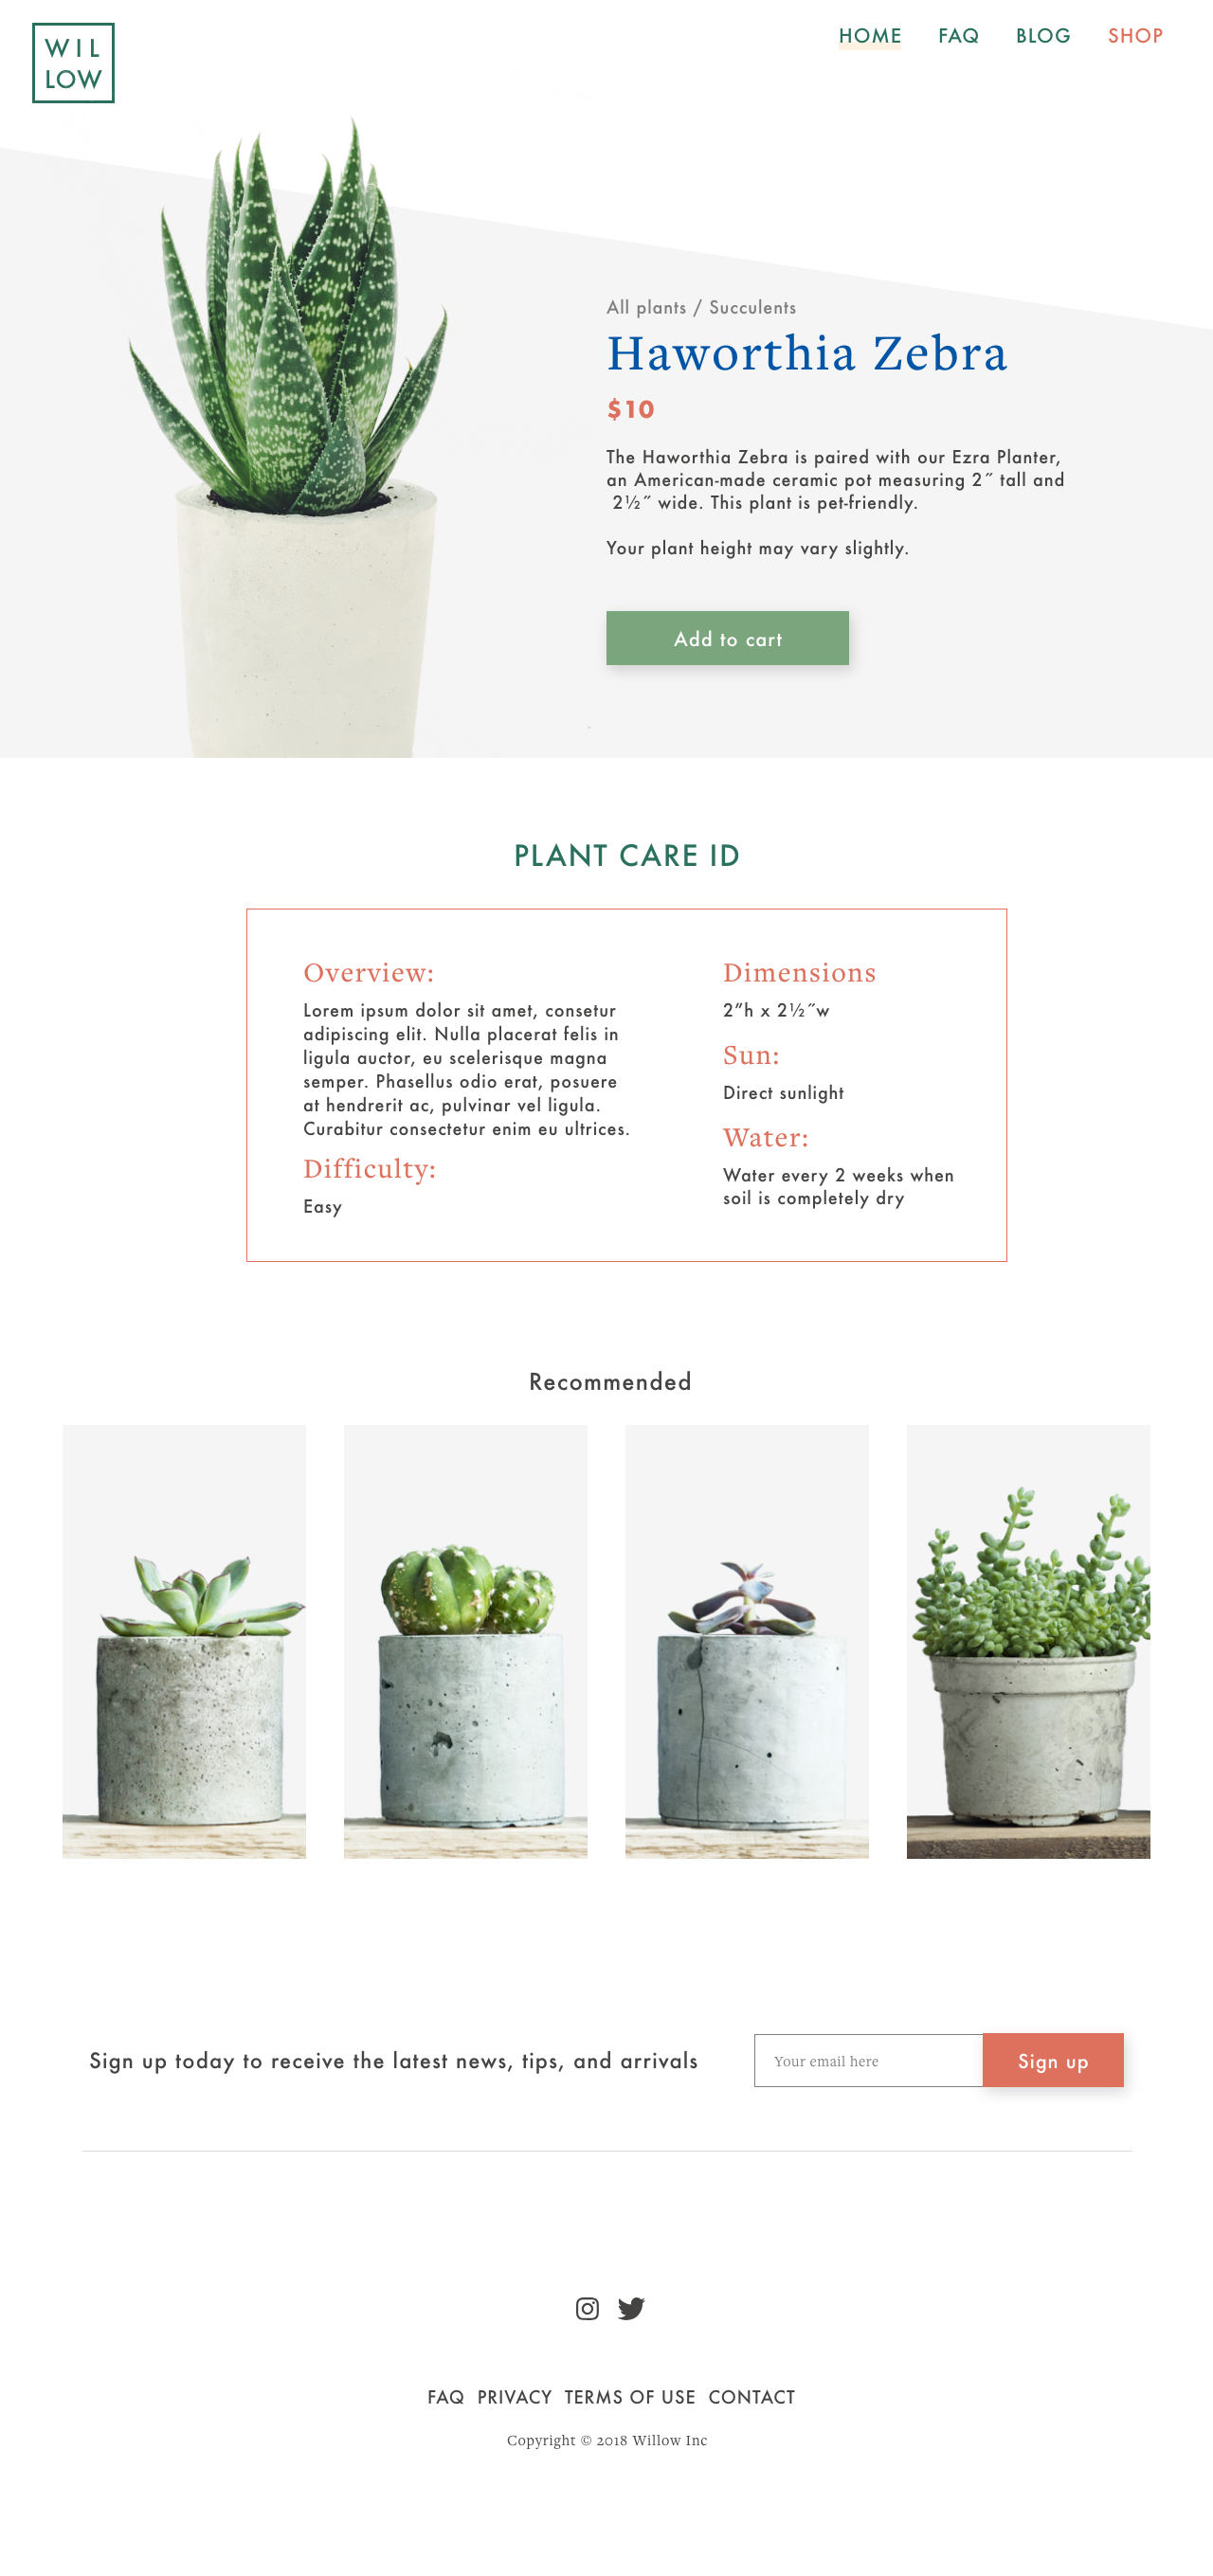 WIL
LOW
HOME FAQ BLOG SHOP
All plants / Succulents
Haworthia Zebra
$10
The Haworthia Zebra is paired with our Ezra Planter,
an American-made ceramic pot measuring 2˝ tall and
2½˝ wide. This plant is pet-friendly.
Your plant height may vary slightly.
Add to cart
PLANT CARE ID
Overview:
Lorem ipsum dolor sit amet, consetur
adipiscing elit. Nulla placerat felis in
ligula auctor, eu scelerisque magna
semper. Phasellus odio erat, posuere
at hendrerit ac, pulvinar vel ligula.
Curabitur consectetur enim eu ultrices.
Difficulty:
Easy
Dimensions
2”h x 2½˝w
Sun:
Direct sunlight
Water:
Water every 2 weeks when
soil is completely dry
Recommended
Sign up today to receive the latest news, tips, and arrivals
Your email here
Sign up
FAQ PRIVACY TERMS OF USE CONTACT
Copyright © 2018 Willow Inc